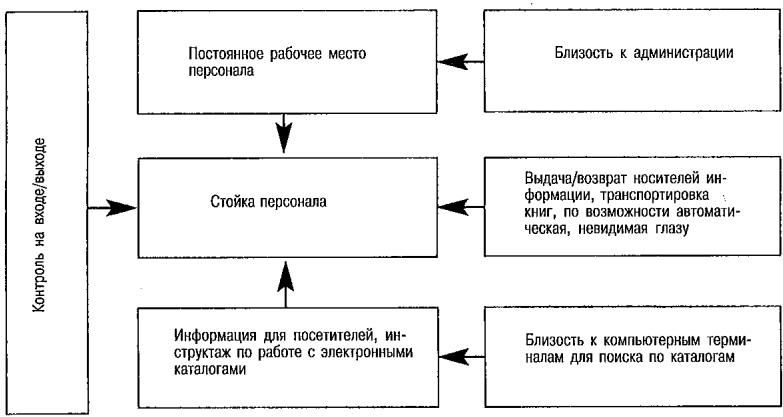 Контроль на входе/выходе
Постоянное рабочее место
персонала
Близость к администрации
Стойка персонала
Выдача/возврат носителей ин-
формации, транспортировка
книг, по возможности автомати-
ческая, невидимая глазу
Информация для посетителей, ин-
структаж по работе с электронными
каталогами
Близость к компьютерным терми-
налам для поиска по каталогам